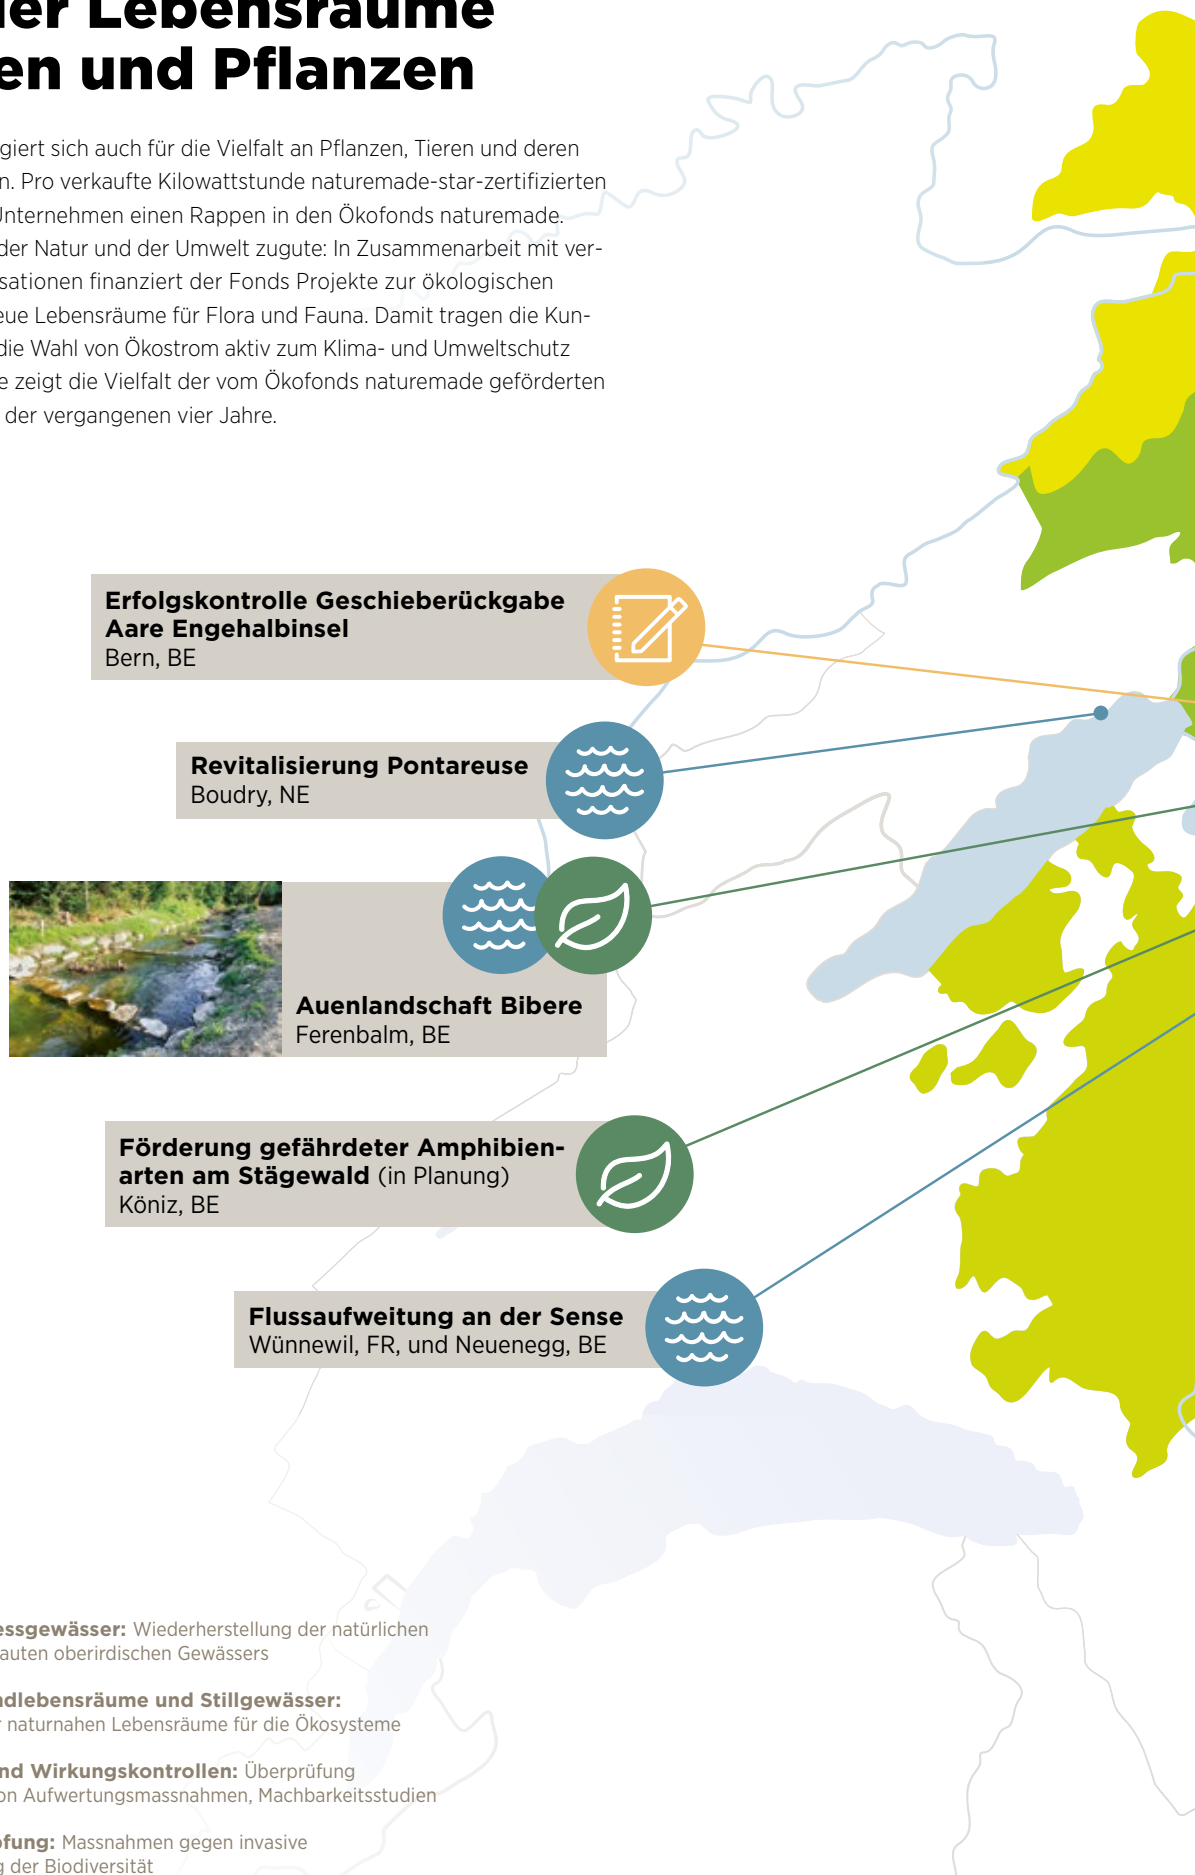 der Lebensräume
en und Pflanzen
giert sich auch für die Vielfalt an Pflanzen, Tieren und deren
n. Pro verkaufte Kilowattstunde naturemade-star-zertifizierten
Unternehmen einen Rappen in den Ökofonds naturemade.
der Natur und der Umwelt zugute: In Zusammenarbeit mit ver-
sationen finanziert der Fonds Projekte zur ökologischen
eue Lebensräume für Flora und Fauna. Damit tragen die Kun-
die Wahl von Ökostrom aktiv zum Klima- und Umweltschutz
e zeigt die Vielfalt der vom Ökofonds naturemade geförderten
der vergangenen vier Jahre.
Erfolgskontrolle Geschieberückgabe
Aare Engehalbinsel
Bern, BE
Revitalisierung Pontareuse
Boudry, NE
Auenlandschaft Bibere
Ferenbalm, BE
Förderung gefährdeter Amphibien-
arten am Stägewald (in Planung)
Köniz, BE
Flussaufweitung an der Sense
Wünnewil, FR, und Neuenegg, BE
essgewässer: Wiederherstellung der natürlichen
auten oberirdischen Gewässers
ndlebensräume und Stillgewässer:
r naturnahen Lebensräume für die Ökosysteme
nd Wirkungskontrollen: Überprüfung
on Aufwertungsmassnahmen, Machbarkeitsstudien
pfung: Massnahmen gegen invasive
g der Biodiversität